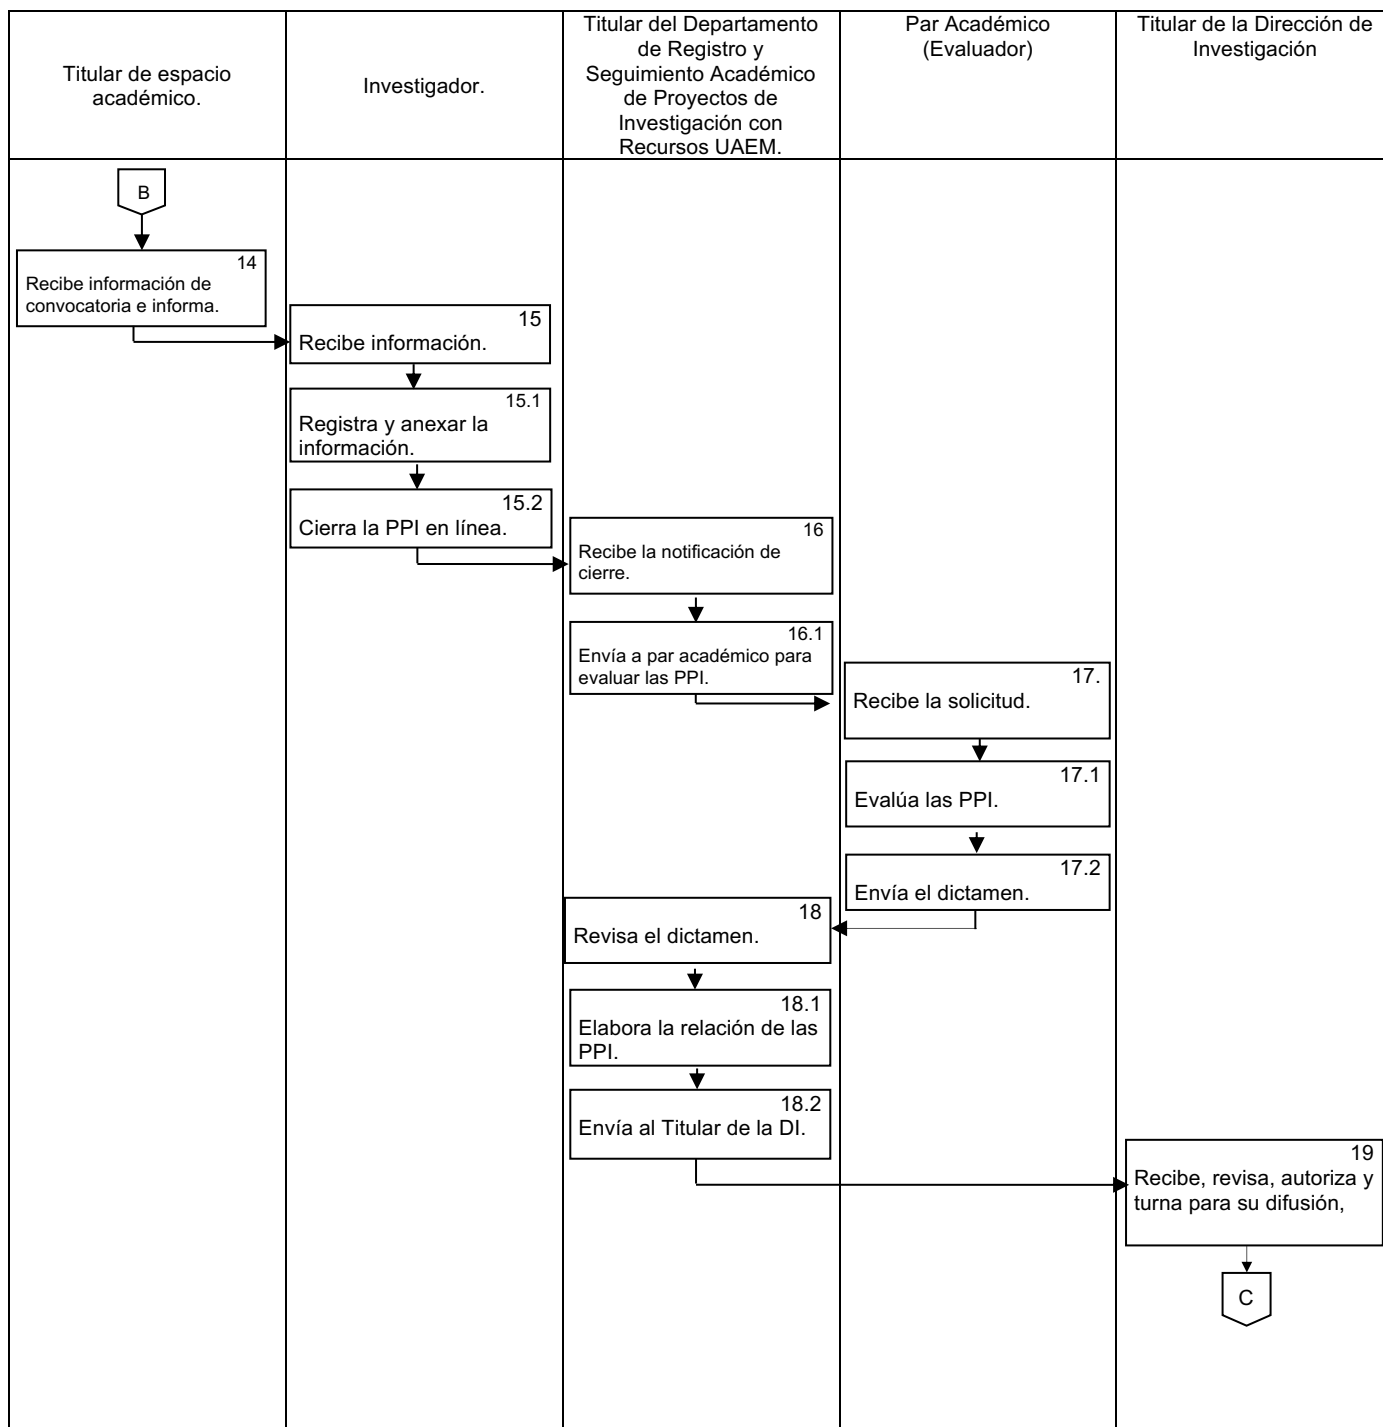 Titular de espacio
académico.
Investigador.
Titular del Departamento
de Registro y
Seguimiento Académico
de Proyectos de
Investigación con
Recursos UAEM.
Par Académico
(Evaluador)
Titular de la Dirección de
Investigación
B
14
Recibe información de
convocatoria e informa.
15
Recibe información.
15.1
Registra y anexar la
información.
15.2
Cierra la PPI en línea.
16
Recibe la notificación de
cierre.
16.1
Envía a par académico para
evaluar las PPI.
17.
Recibe la solicitud.
17.1
Evalúa las PPI.
17.2
Envía el dictamen.
18
Revisa el dictamen.
18.1
Elabora la relación de las
PPI.
18.2
Envía al Titular de la DI.
19
Recibe, revisa, autoriza y
turna para su difusión,
C